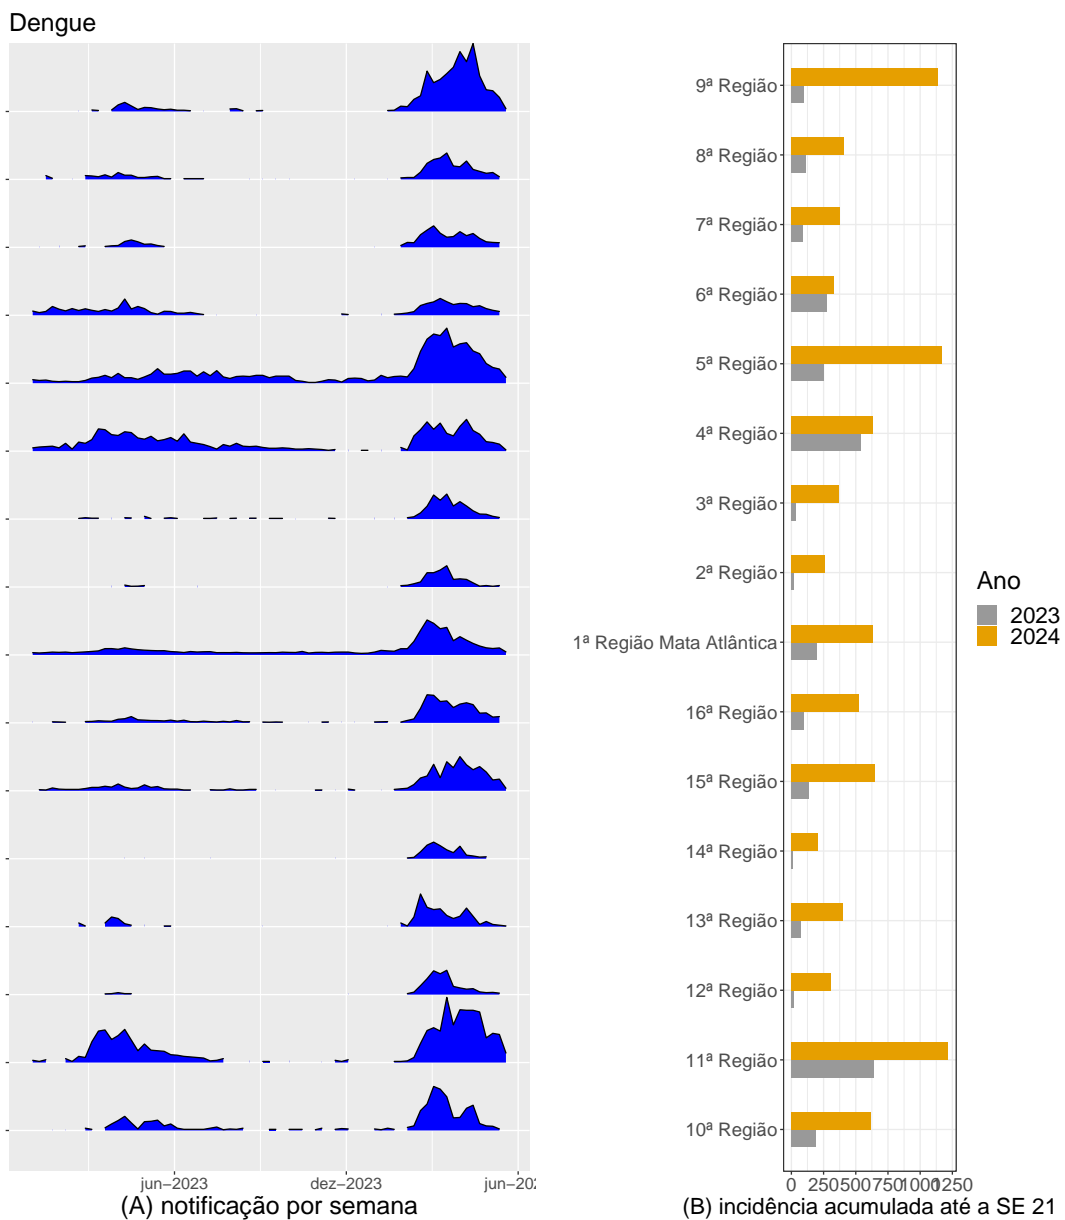 Dengue
9ª Região
8ª Região
7ª Região
6ª Região
5ª Região
4ª Região
3ª Região
2ª Região
1ª Região Mata Atlântica
16ª Região
15ª Região
14ª Região
13ª Região
12ª Região
11ª Região
10ª Região
Ano
2023
2024
jun–2023 dez–2023 jun–202
0 250 500 750 1000 1250
(A) notificação por semana
(B) incidência acumulada até a SE 21